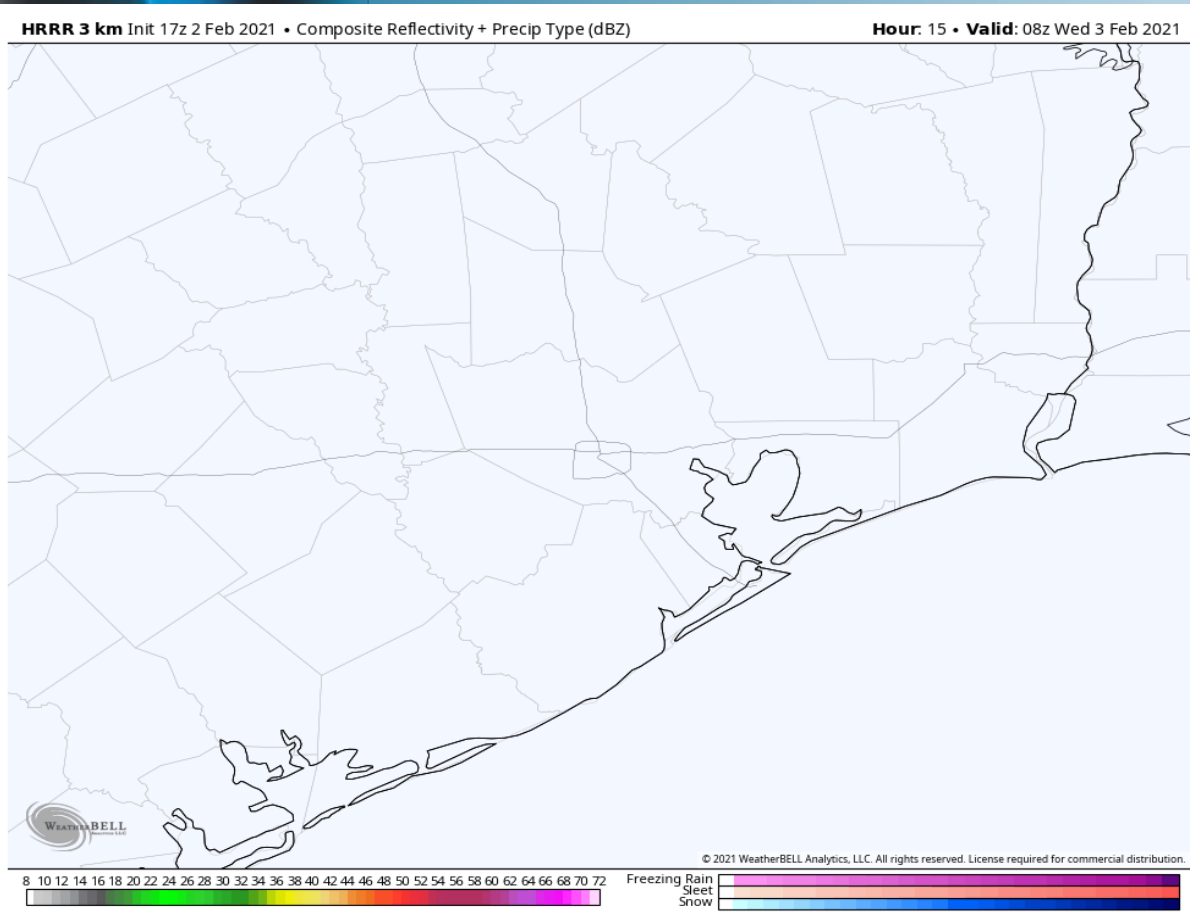 HRRR 3 km Init 17z 2 Feb 2021 • Composite Reflectivity + Precip Type (dBZ) Hour: 15 • Valid: 08z Wed 3 Feb 2021
WEATHERBELL
ANALYTICS LLC
© 2021 WeatherBELL Analytics, LLC. All rights reserved. License required for commercial distribution.
8 10 12 14 16 18 20 22 24 26 28 30 32 34 36 38 40 42 44 46 48 50 52 54 56 58 60 62 64 66 68 70 72
Freezing Rain
Sleet
Snow